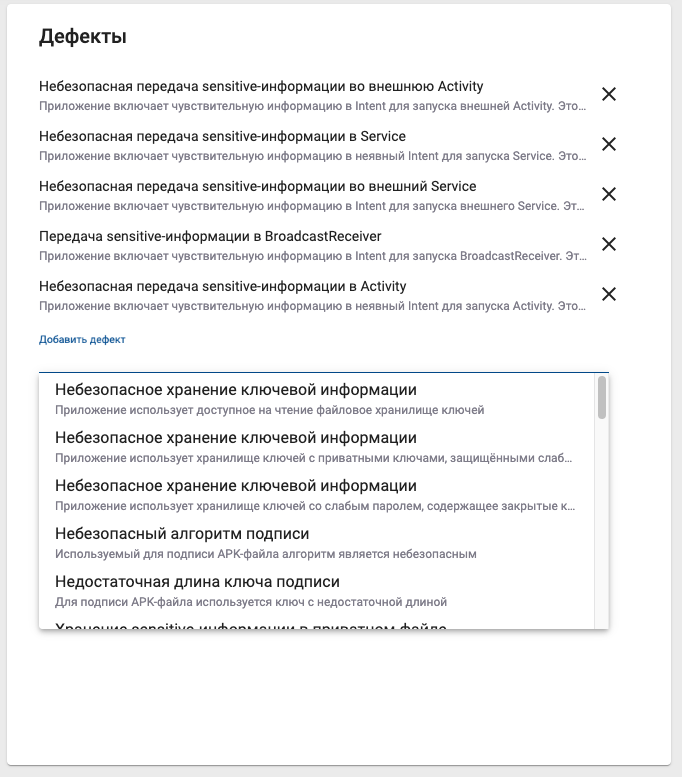 Дефекты
Небезопасная передача sensitive-информации во внешнюю Activity
Приложение включает чувствительную информацию в Intent для запуска внешней Activity. Это...
Небезопасная передача sensitive-информации в Service
Приложение включает чувствительную информацию в неявный Intent для запуска Service. Это...
Небезопасная передача sensitive-информации во внешний Service
Приложение включает чувствительную информацию в Intent для запуска внешнего Service. Эт...
Передача sensitive-информации в BroadcastReceiver
Приложение включает чувствительную информацию в Intent для запуска BroadcastReceiver. Эт...
Небезопасная передача sensitive-информации в Activity
Приложение включает чувствительную информацию в неявный Intent для запуска Activity. Это...
Добавить дефект
Небезопасное хранение ключевой информации
Приложение использует доступное на чтение файловое хранилище ключей
Небезопасное хранение ключевой информации
Приложение использует хранилище ключей с приватными ключами, защищёнными слаб...
Небезопасное хранение ключевой информации
Приложение использует хранилище ключей со слабым паролем, содержащее закрытые к...
Небезопасный алгоритм подписи
Используемый для подписи APK-файла алгоритм является небезопасным
Недостаточная длина ключа подписи
Для подписи APK-файла используется ключ с недостаточной длиной
Хранение sensitive-информации в приватном файле